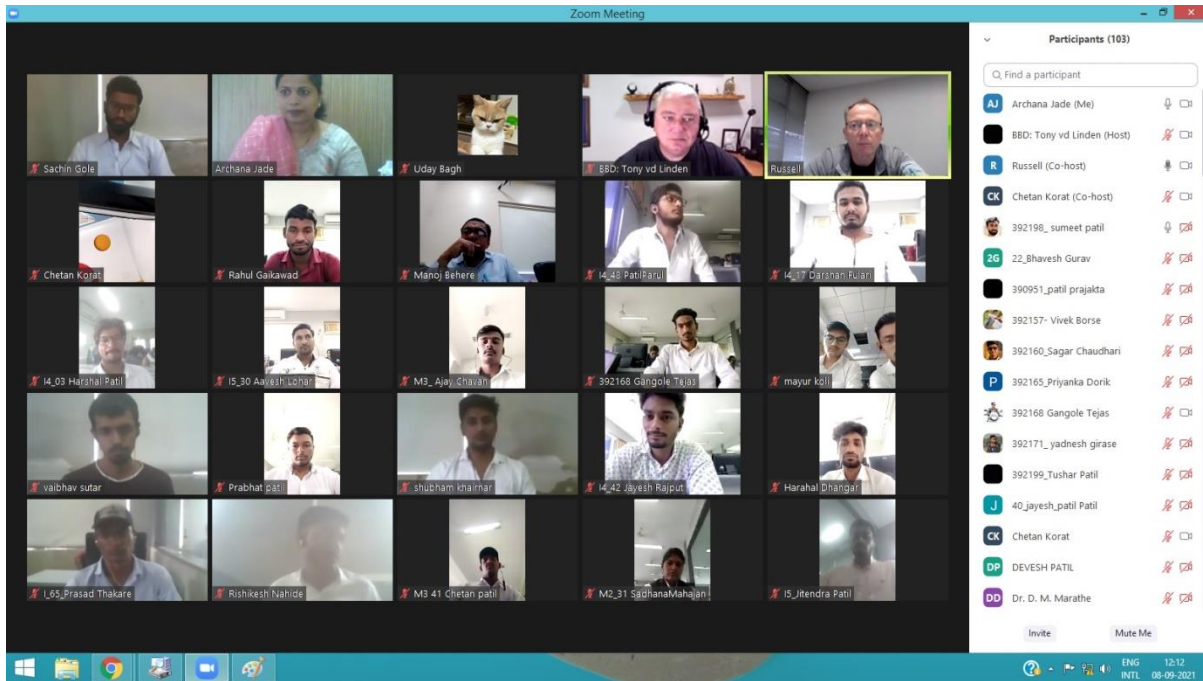 Zoom Meeting
Sachin Gole
Archana Jade
Uday Bagh
BBD: Tony vd Linden
Russell
Chetan Korat
Rahul Gaikawad
Manoj Behere
I4_48 PatilParul
I4_17 Darshan Fulari
I4_03 Harshal Patil
I5_30 Aavesh Lohar
M3_ Ajay Chavan
392168 Gangole Tejas
mayur koli
vaibhav sutar
Prabhat patil
shubham khairnar
I4_42 Jayesh Rajput
Harahal Dhangar
I_65_Prasad Thakare
Rishikesh Nahide
M3 41 Chetan patil
M2_31 SadhanaMahajan
I5_Jitendra Patil
Participants (103)
Find a participant
AJ Archana Jade (Me)
BBD: Tony vd Linden (Host)
R Russell (Co-host)
CK Chetan Korat (Co-host)
392198_ sumeet patil
2G 22_Bhavesh Gurav
390951_patil prajakta
392157- Vivek Borse
392160_Sagar Chaudhari
P 392165_Priyanka Dorik
392168 Gangole Tejas
392171_ yadnesh girase
392199_Tushar Patil
J 40_jayesh_patil Patil
CK Chetan Korat
DP DEVESH PATIL
DD Dr. D. M. Marathe
Invite Mute Me
ENG 12:12
INTL 08-09-2021